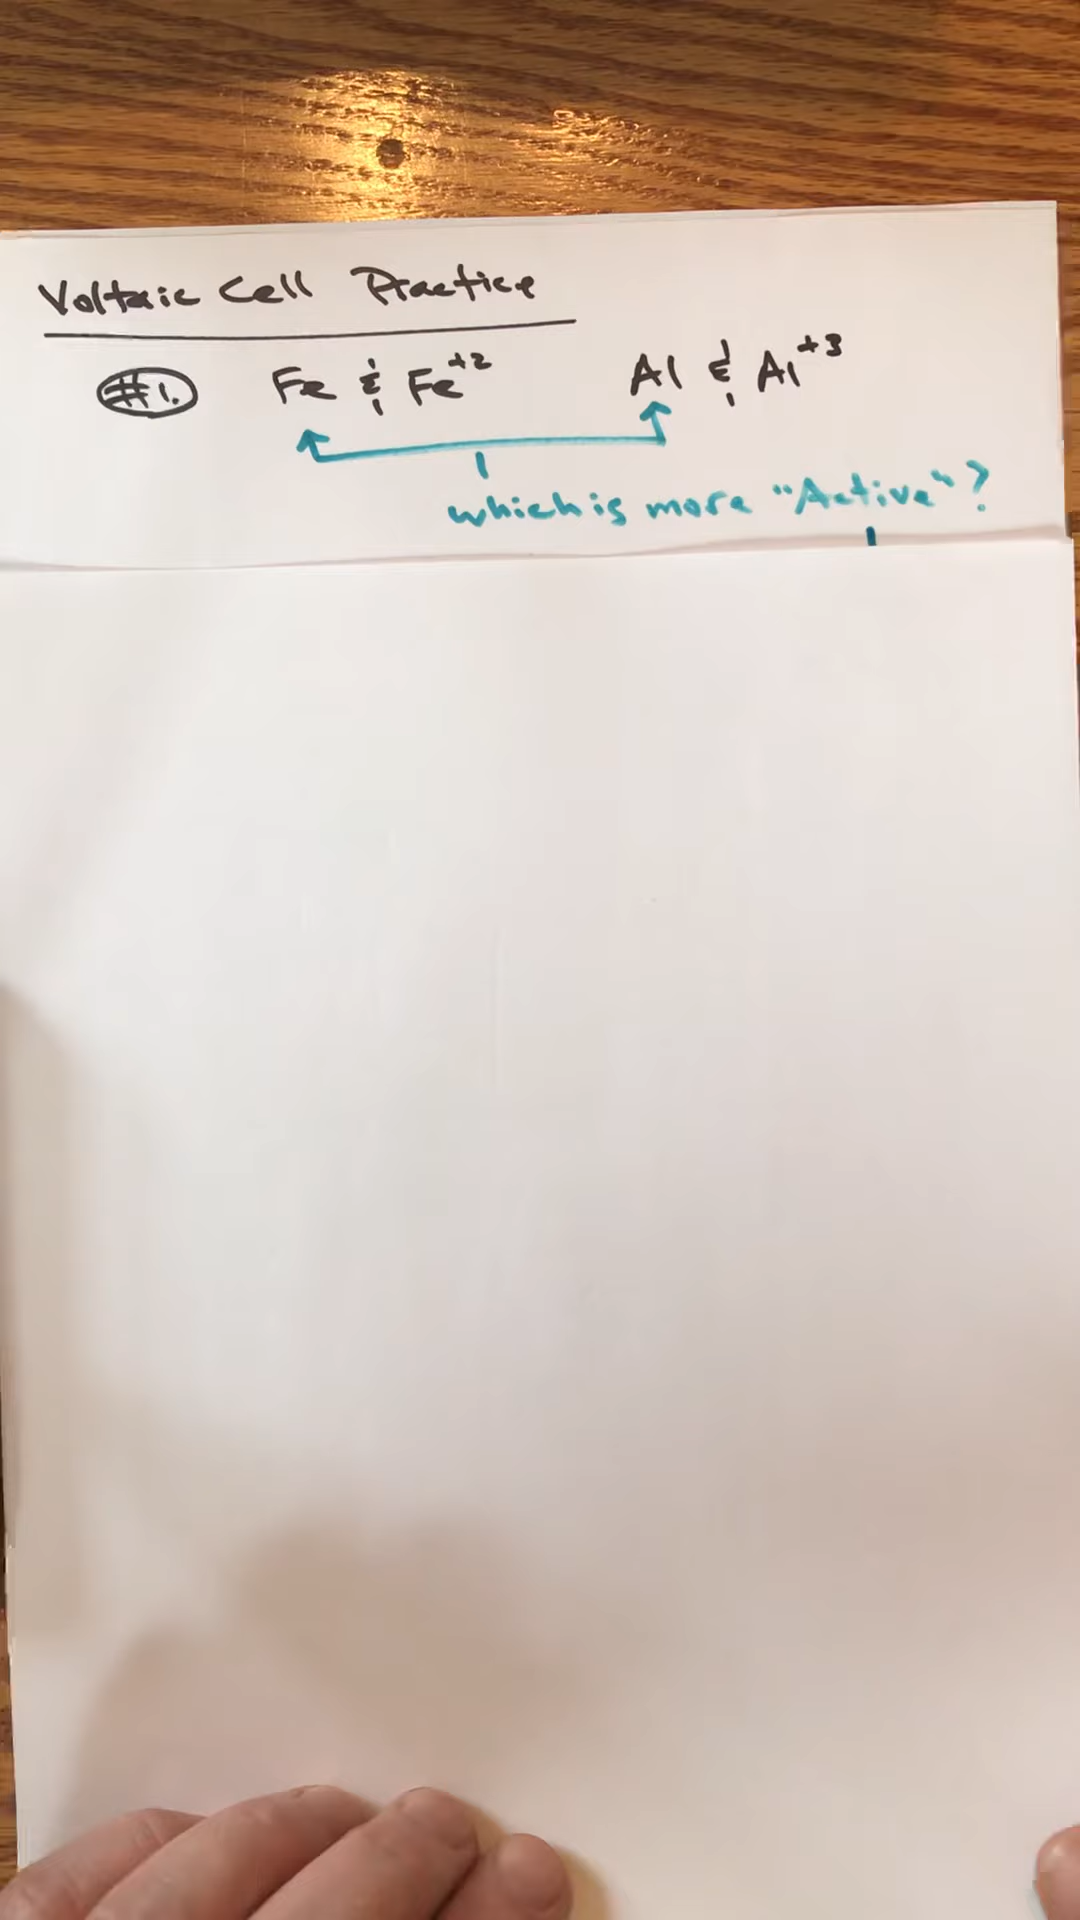 Voltaic Cell Practice
#1. Fe & Fe+2 Al & Al+3
which is more "Active"?